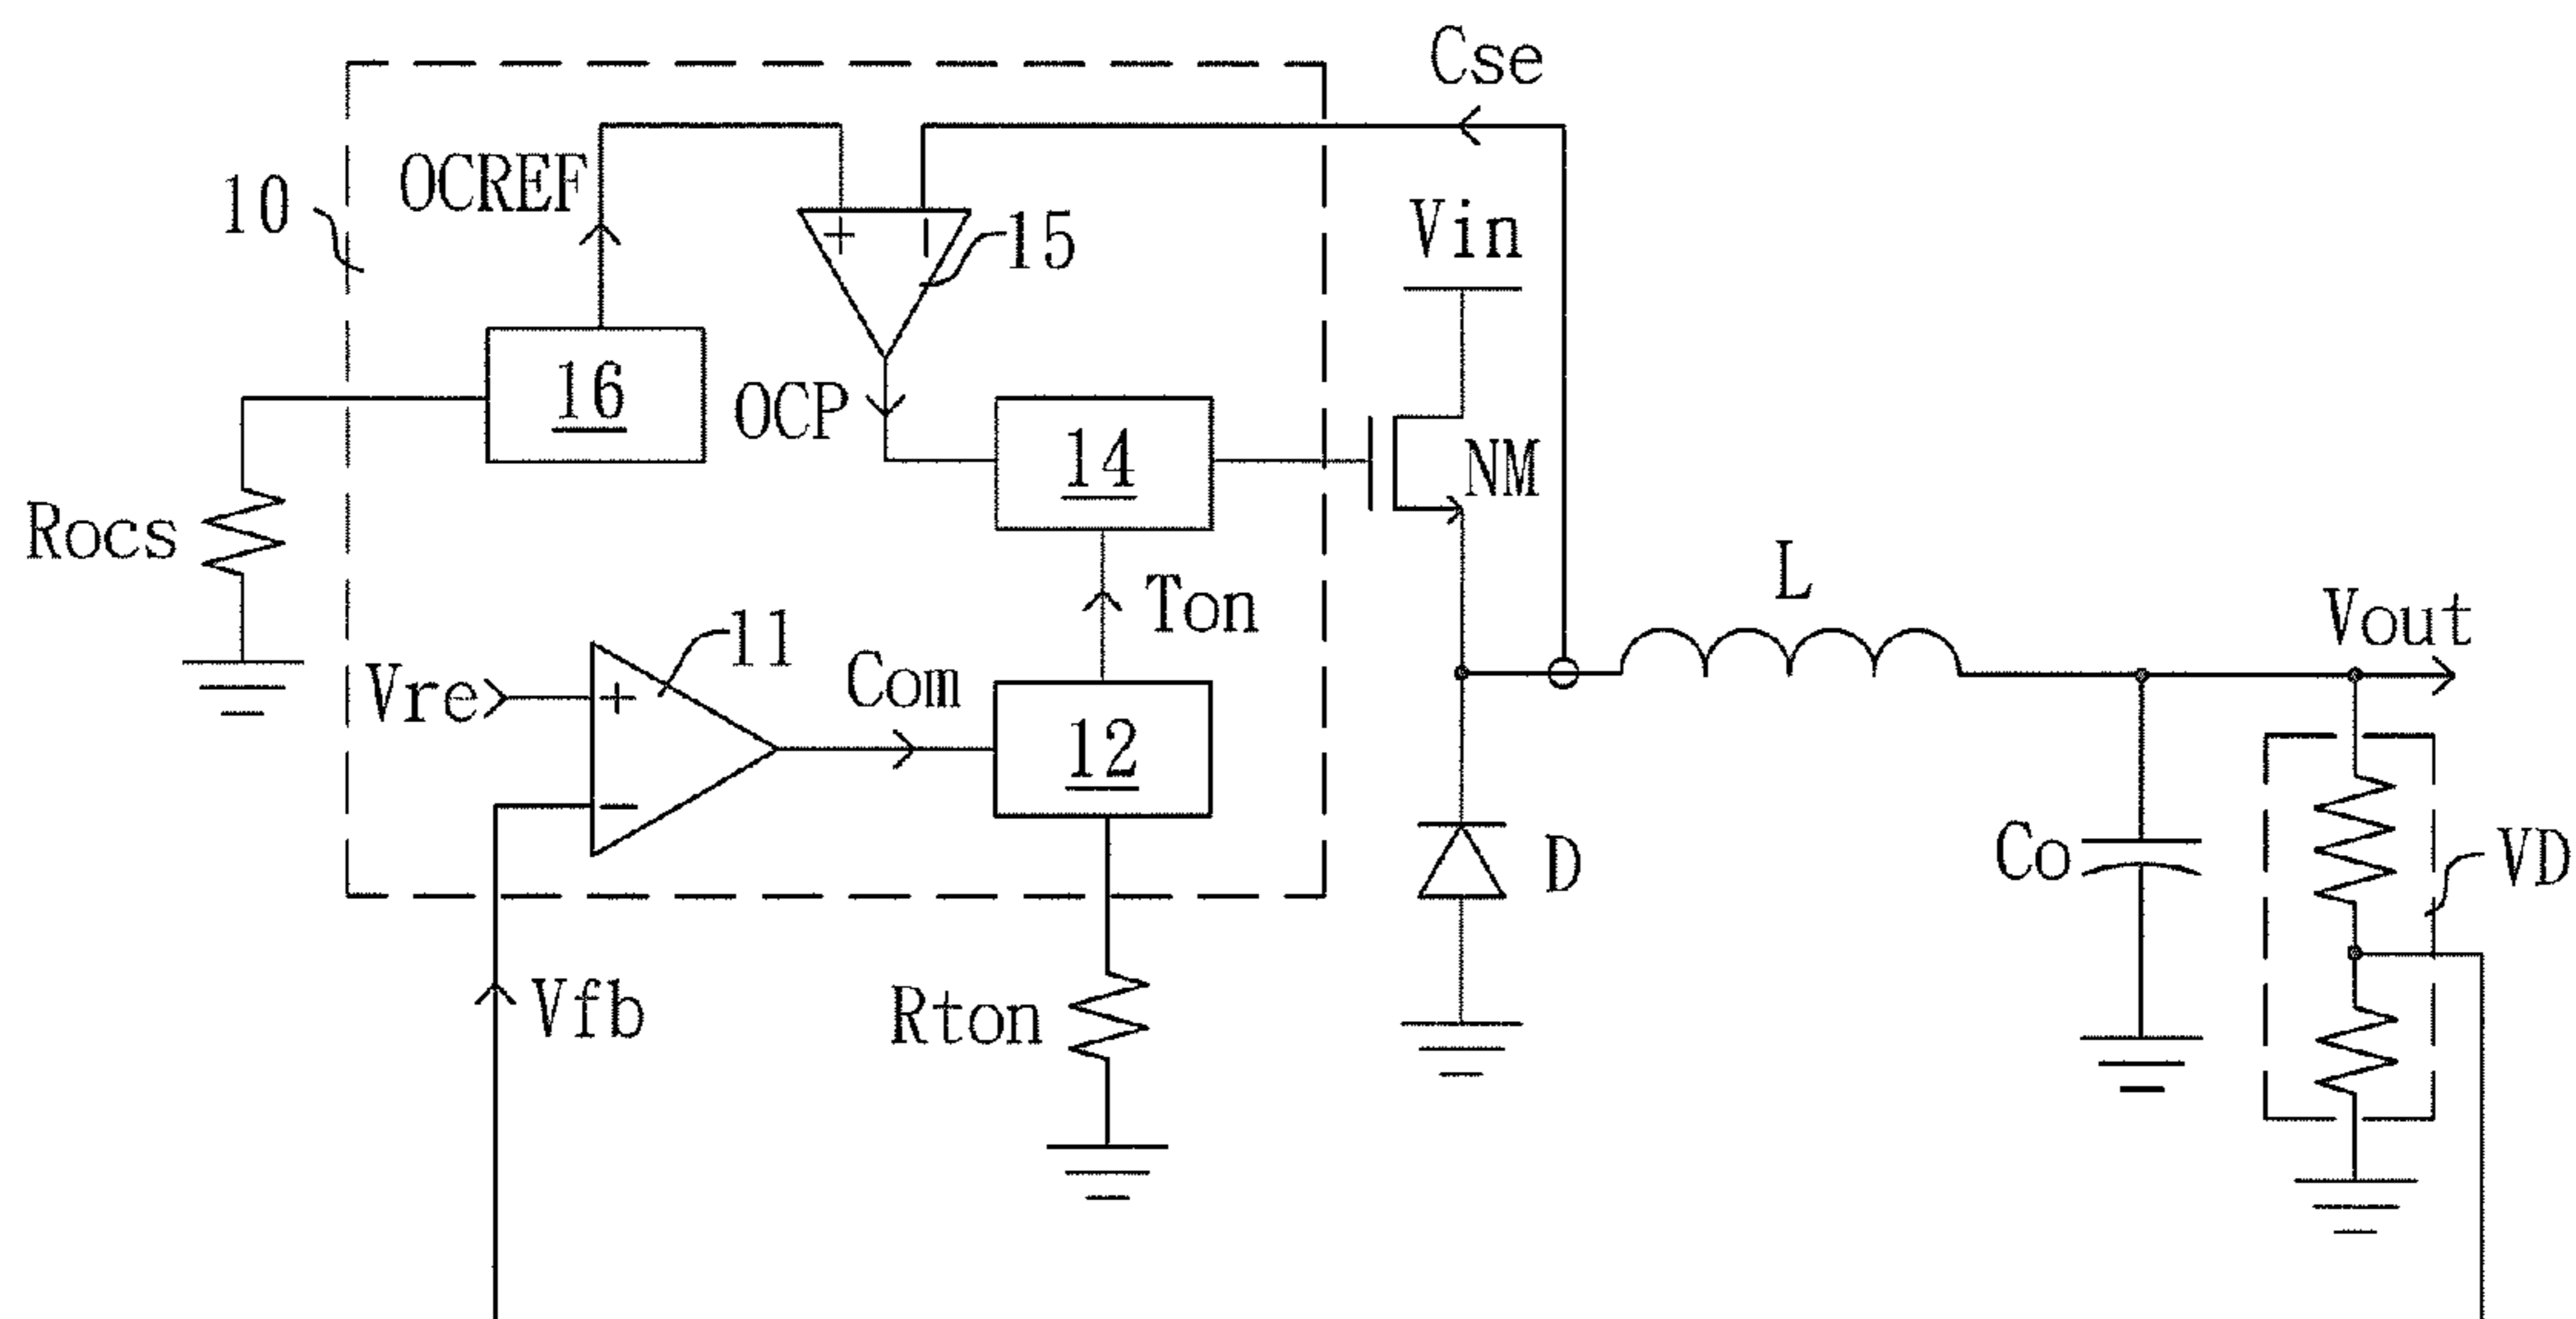 Cse
10
OCREF
15
Vin
16
OCP
14
NM
Rocs
L
Ton
Vout
11
Vre
Com
12
Co
D
VD
Vfb
Rton